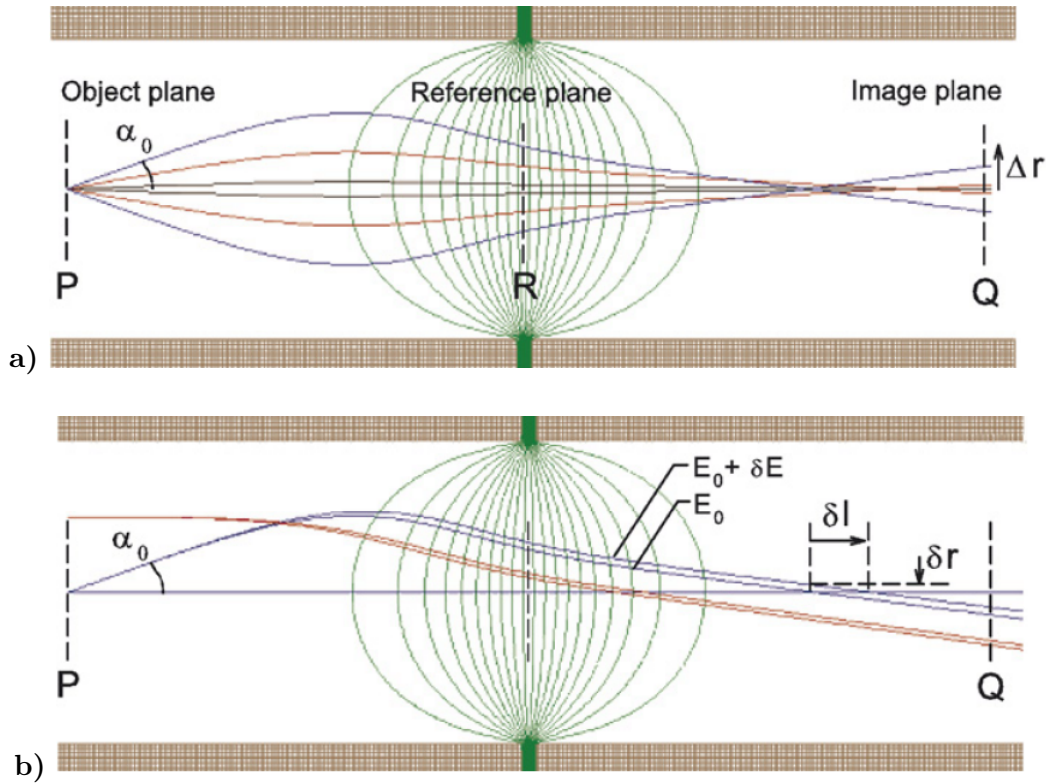 Object plane Reference plane Image plane
α₀
Δr
P R Q
a)
E₀ + δE
E₀
δl
α₀
δr
P Q
b)